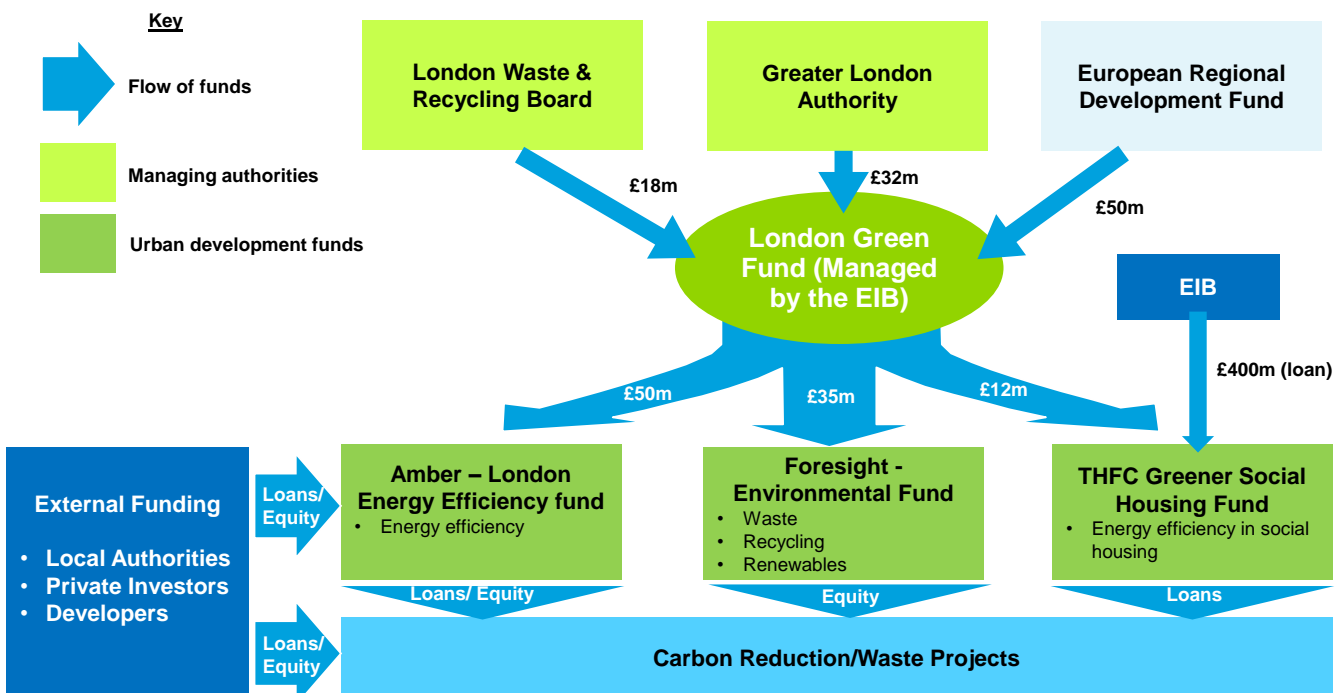 Key
Flow of funds
Managing authorities
Urban development funds
London Waste &
Recycling Board
Greater London
Authority
European Regional
Development Fund
£18m
£32m
£50m
London Green
Fund (Managed
by the EIB)
EIB
£400m (loan)
£50m
£35m
£12m
External Funding
• Local Authorities
• Private Investors
• Developers
Loans/
Equity
Amber – London
Energy Efficiency fund
• Energy efficiency
Foresight -
Environmental Fund
• Waste
• Recycling
• Renewables
THFC Greener Social
Housing Fund
• Energy efficiency in social
housing
Loans/ Equity
Equity
Loans
Loans/
Equity
Carbon Reduction/Waste Projects